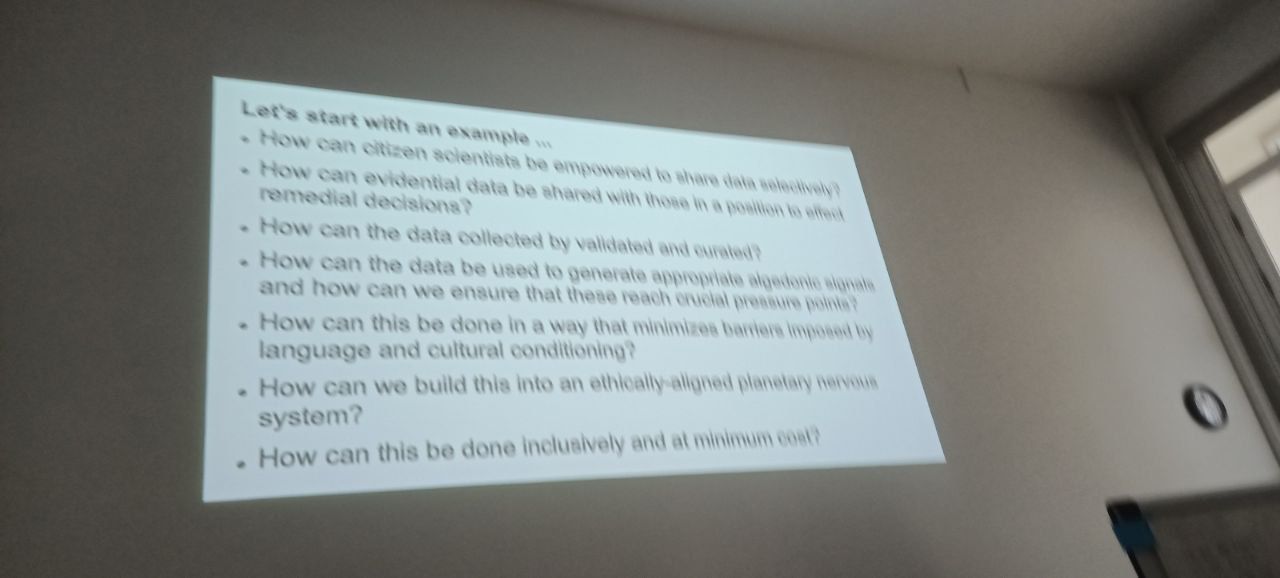 Let's start with an example ...
• How can citizen scientists be empowered to share data selectively?
• How can evidential data be shared with those in a position to effect
remedial decisions?
• How can the data collected by validated and curated?
• How can the data be used to generate appropriate algedonic signals
and how can we ensure that these reach crucial pressure points?
• How can this be done in a way that minimizes barriers imposed by
language and cultural conditioning?
• How can we build this into an ethically-aligned planetary nervous
system?
• How can this be done inclusively and at minimum cost?